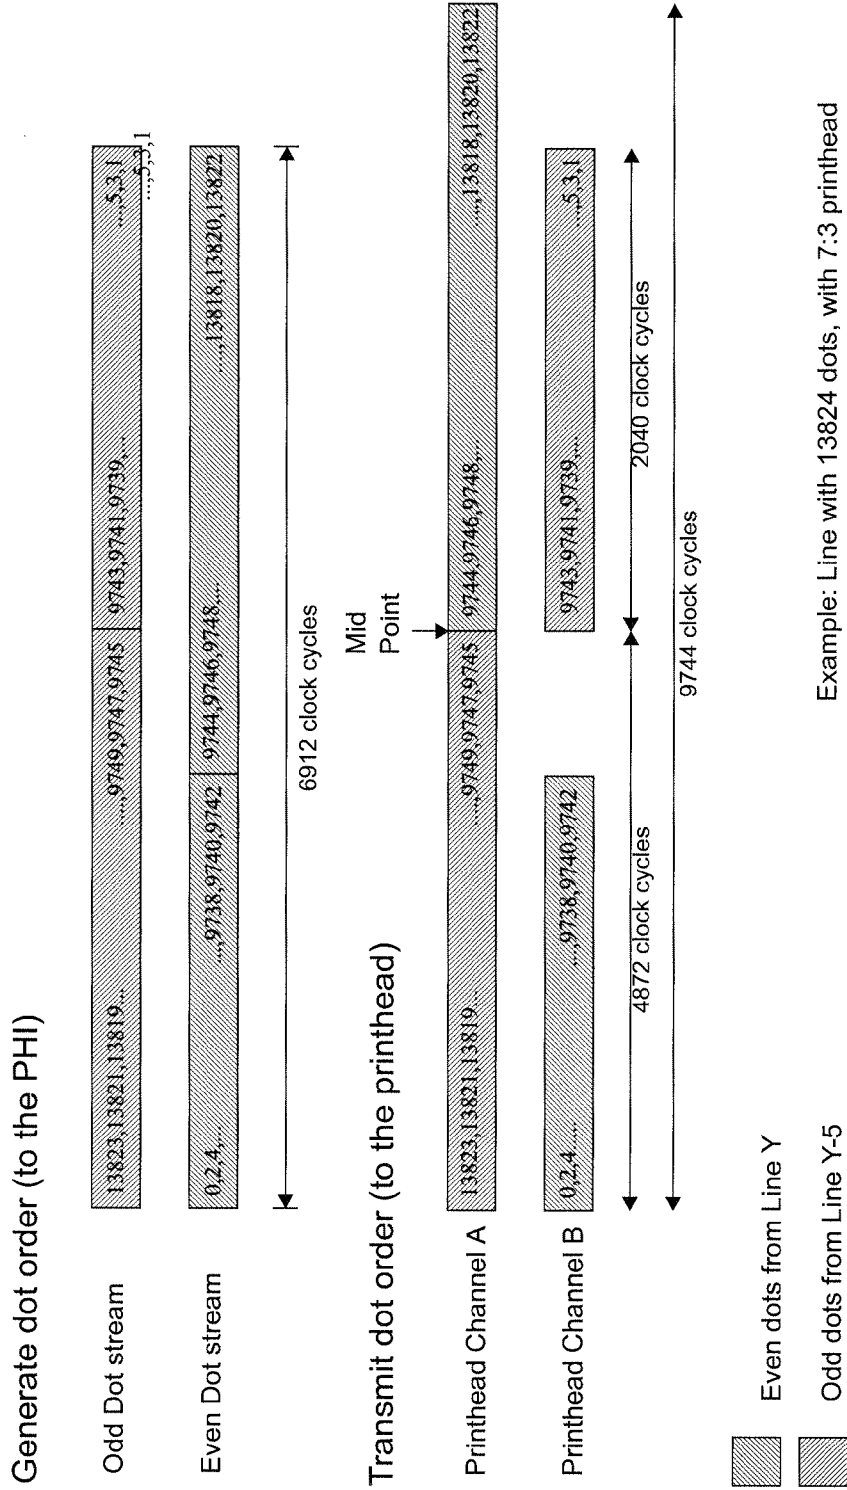 Generate dot order (to the PHI)
Odd Dot stream
13823,13821,13819...
....,9749,9747,9745
9743,9741,9739,...
...,5,3,1
...,5,3,1
Even Dot stream
0,2,4,...
...,9738,9740,9742
9744,9746,9748,....
....,13818,13820,13822
6912 clock cycles
Transmit dot order (to the printhead)
Mid
Point
Printhead Channel A
13823,13821,13819...
....,9749,9747,9745
9744,9746,9748,....
...,13818,13820,13822
Printhead Channel B
0,2,4.....
...,9738,9740,9742
9743,9741,9739,....
...,5,3,1
4872 clock cycles
2040 clock cycles
9744 clock cycles
Even dots from Line Y
Odd dots from Line Y-5
Example: Line with 13824 dots, with 7:3 printhead